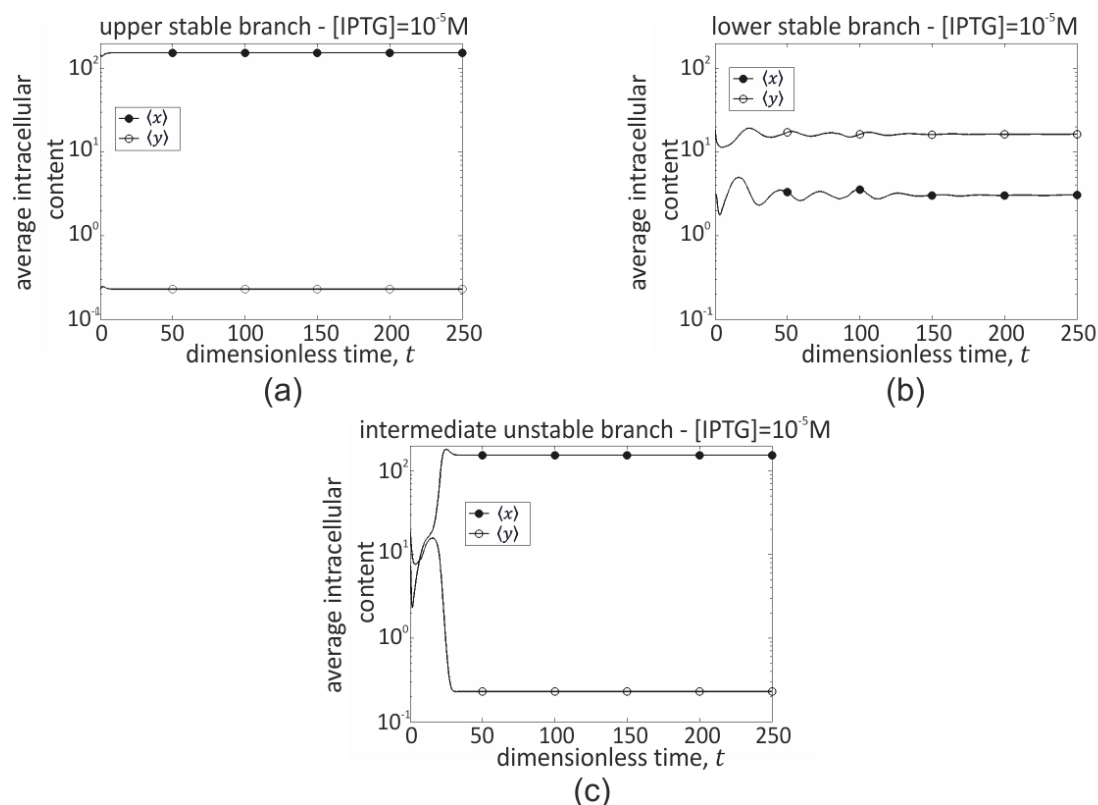 upper stable branch - [IPTG]=10⁻⁵M
average intracellular
content
10²
10¹
10⁰
10⁻¹
⟨x⟩
⟨y⟩
0 50 100 150 200 250
dimensionless time, t
(a)
lower stable branch - [IPTG]=10⁻⁵M
average intracellular
content
10²
10¹
10⁰
10⁻¹
⟨x⟩
⟨y⟩
0 50 100 150 200 250
dimensionless time, t
(b)
intermediate unstable branch - [IPTG]=10⁻⁵M
average intracellular
content
10²
10¹
10⁰
10⁻¹
⟨x⟩
⟨y⟩
0 50 100 150 200 250
dimensionless time, t
(c)